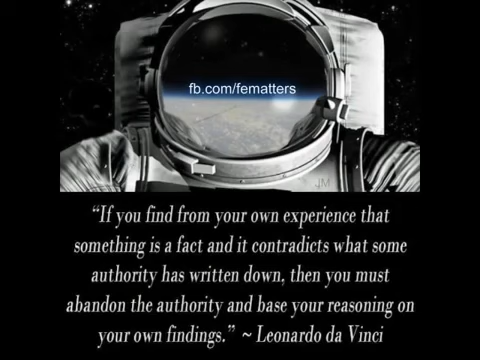 fb.com/fematters
JM
“If you find from your own experience that
something is a fact and it contradicts what some
authority has written down, then you must
abandon the authority and base your reasoning on
your own findings.” ~ Leonardo da Vinci